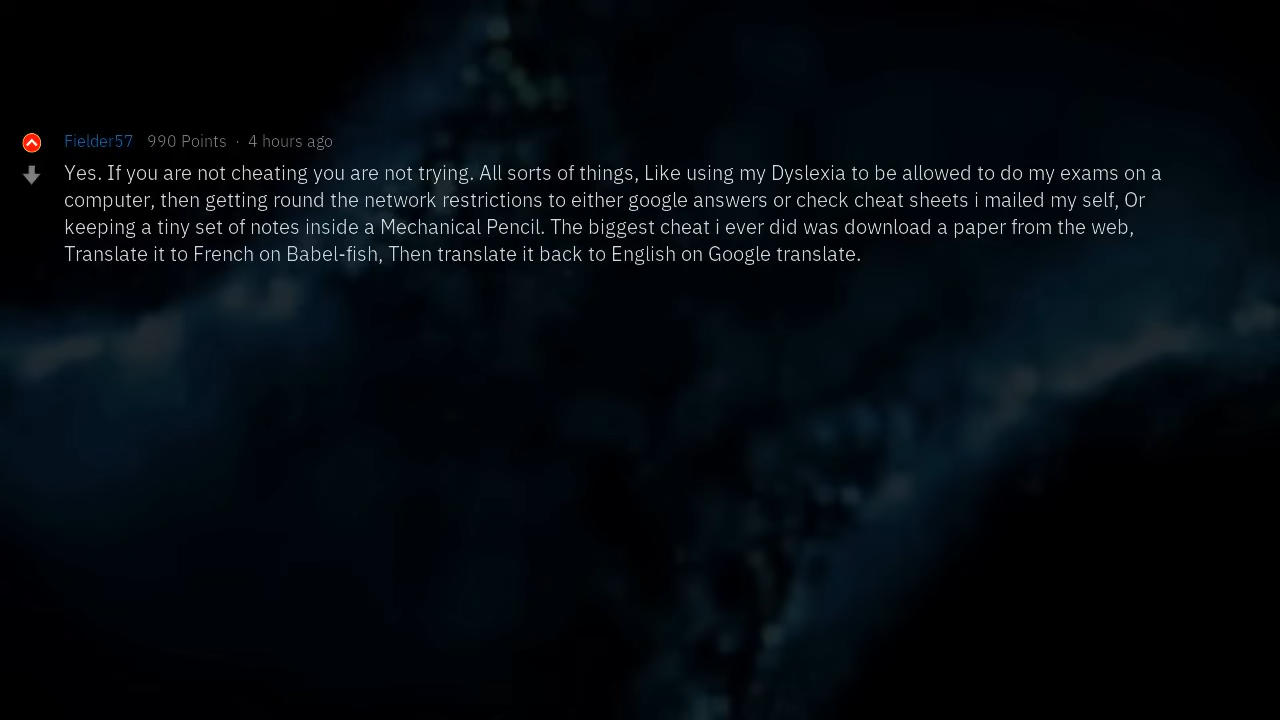 Fielder57 990 Points · 4 hours ago
Yes. If you are not cheating you are not trying. All sorts of things, Like using my Dyslexia to be allowed to do my exams on a
computer, then getting round the network restrictions to either google answers or check cheat sheets i mailed my self, Or
keeping a tiny set of notes inside a Mechanical Pencil. The biggest cheat i ever did was download a paper from the web,
Translate it to French on Babel-fish, Then translate it back to English on Google translate.